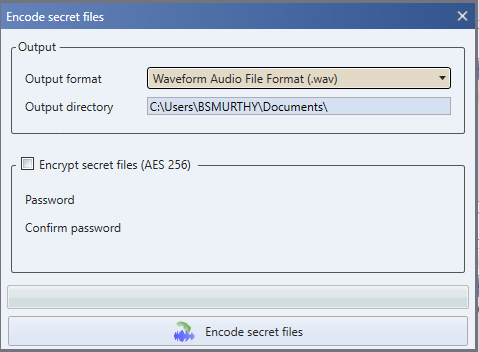 Encode secret files
Output
Output format
Waveform Audio File Format (.wav)
Output directory
C:\Users\BSMURTHY\Documents\
Encrypt secret files (AES 256)
Password
Confirm password
Encode secret files